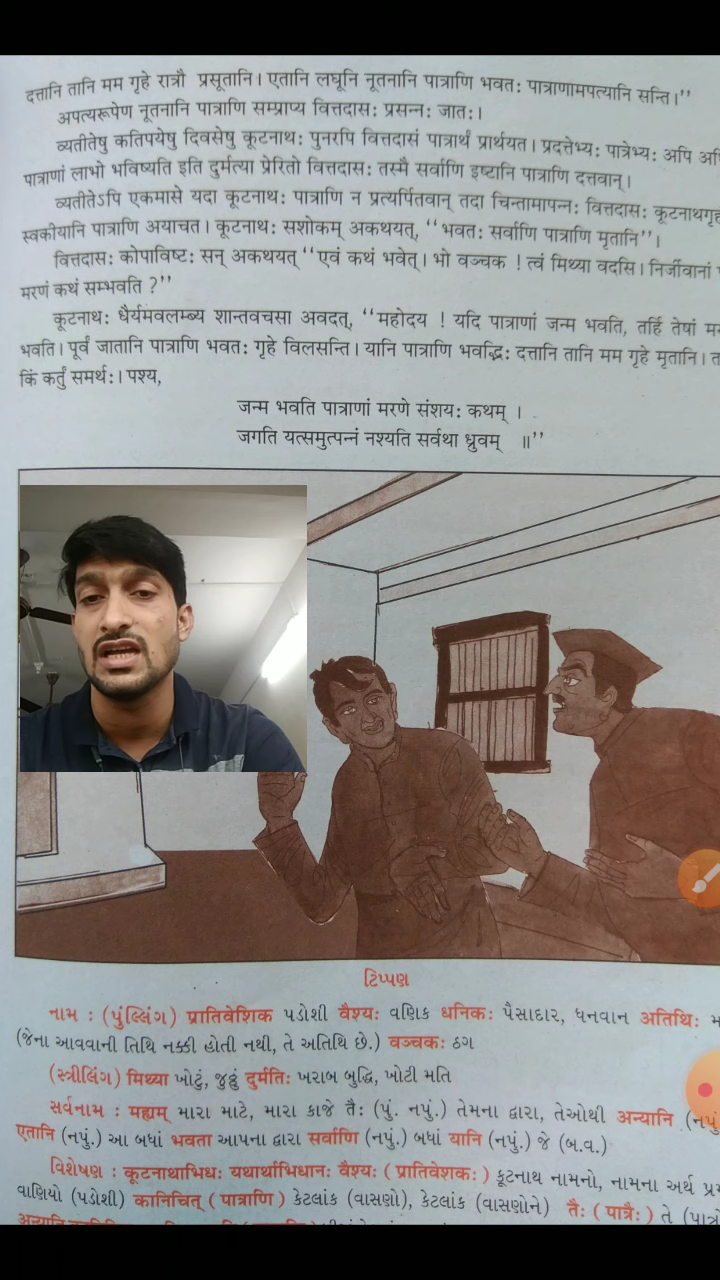 दत्तानि तानि मम गृहे रात्रौ प्रसूतानि। एतानि लघूनि नूतनानि पात्राणि भवतः पात्राणामपत्यानि सन्ति।”
अपत्यरूपेण नूतनानि पात्राणि सम्प्राप्य वित्तदासः प्रसन्नः जातः।
व्यतीतेषु कतिपयेषु दिवसेषु कूटनाथः पुनरपि वित्तदासं पात्रार्थं प्रार्थयत। प्रदत्तेभ्यः पात्रेभ्यः अपि
पात्राणां लाभो भविष्यति इति दुर्मत्या प्रेरितो वित्तदासः तस्मै सर्वाणि इष्टानि पात्राणि दत्तवान्।
व्यतीतेऽपि एकमासे यदा कूटनाथः पात्राणि न प्रत्यर्पितवान् तदा चिन्तामापन्नः वित्तदासः
स्वकीयानि पात्राणि अयाचत। कूटनाथः सशोकम् अकथयत्, “भवतः सर्वाणि पात्राणि मृतानि”।
वित्तदासः कोपाविष्टः सन् अकथयत् “एवं कथं भवेत्। भो वञ्चक ! त्वं मिथ्या वदसि। निर्जीवानां
मरणं कथं सम्भवति ?”
कूटनाथः धैर्यमवलम्ब्य शान्तवचसा अवदत्, “महोदय ! यदि पात्राणां जन्म भवति, तर्हि तेषां
भवति। पूर्वं जातानि पात्राणि भवतः गृहे विलसन्ति। यानि पात्राणि भवद्भिः दत्तानि तानि मम गृहे मृतानि।
किं कर्तुं समर्थः। पश्य,
जन्म भवति पात्राणां मरणे संशयः कथम् ।
जगति यत्समुत्पन्नं नश्यति सर्वथा ध्रुवम् ॥”
ટિપ્પણ
નામ : (પુંલ્લિંગ) प्रातिवेशिक પડોશી वैश्यः વણિક धनिकः પૈસાદાર, ધનવાન अतिथिः
(જેના આવવાની તિથિ નક્કી હોતી નથી, તે અતિથિ છે.) वञ्चकः ઠગ
(સ્ત્રીલિંગ) मिथ्या ખોટું, જુઠ્ઠું दुर्मतिः ખરાબ બુદ્ધિ, ખોટી મતિ
સર્વનામ : मह्यम् મારા માટે, મારા કાજે तैः (પું. નપું.) તેમના દ્વારા, તેઓથી अन्यानि (નપું
एतानि (નપું.) આ બધાં भवता આપના દ્વારા सर्वाणि (નપું.) બધાં यानि (નપું.) જે (બ.વ.)
વિશેષણ : कूटनाथाभिधः यथार्थाभिधानः वैश्यः ( प्रातिवेशकः ) કૂટનાથ નામનો, નામના અર્થ
વાણિયો (પડોશી) कानिचित् ( पात्राणि ) કેટલાંક (વાસણો), કેટલાંક (વાસણોને) तैः ( पात्रैः ) તે